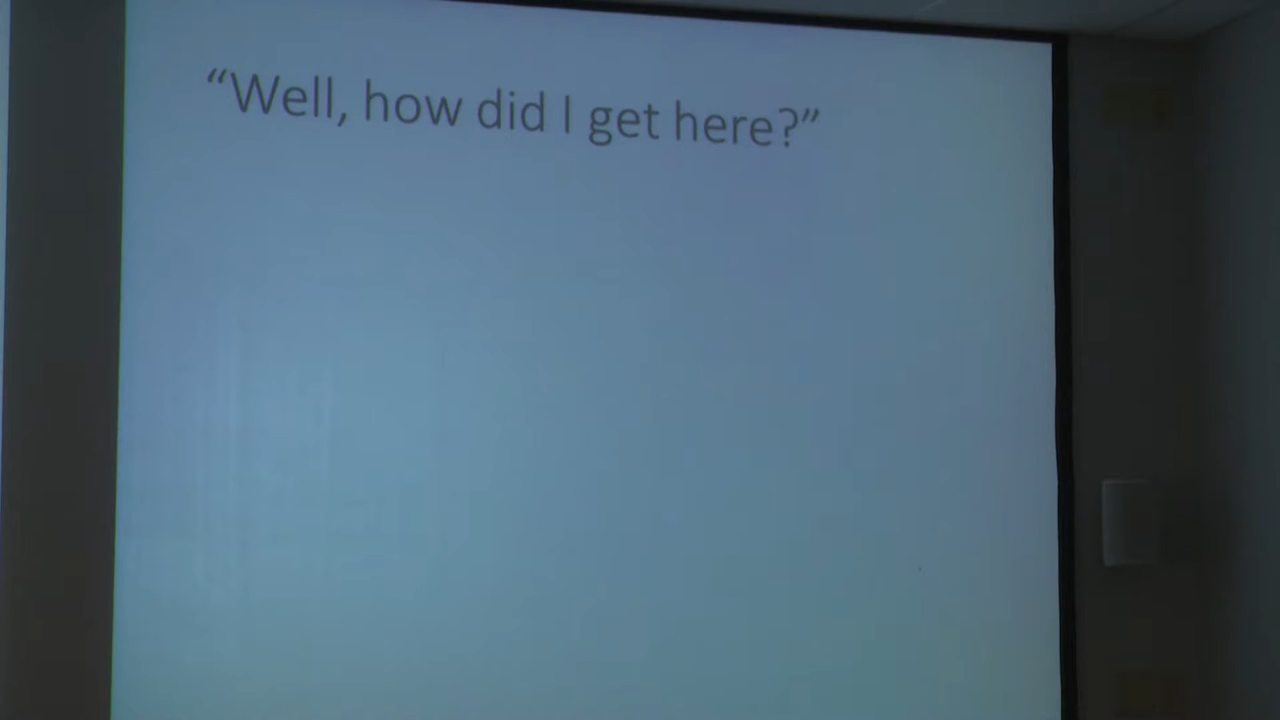 “Well, how did I get here?”